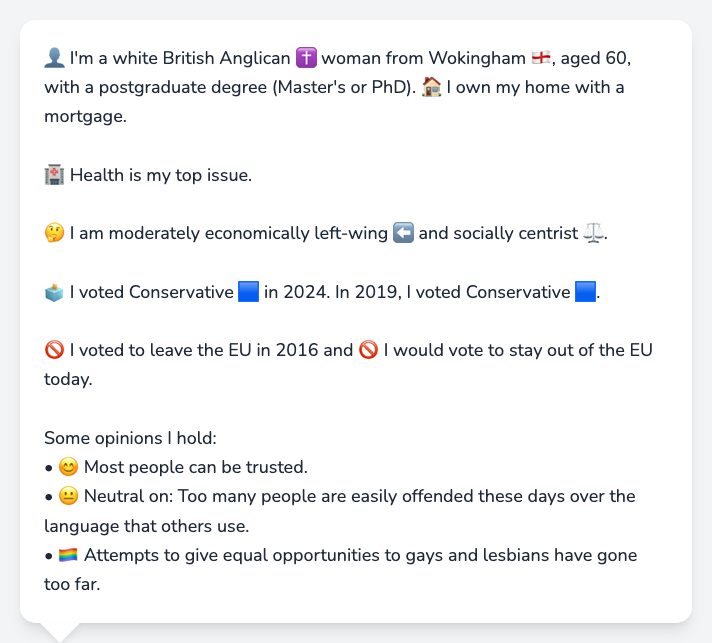 👤 I'm a white British Anglican ✝️ woman from Wokingham 🏴󠁧󠁢󠁥󠁮󠁧󠁿, aged 60,
with a postgraduate degree (Master's or PhD). 🏠 I own my home with a
mortgage.
🏥 Health is my top issue.
🤔 I am moderately economically left-wing ⬅️ and socially centrist ⚖️.
🗳️ I voted Conservative 🟦 in 2024. In 2019, I voted Conservative 🟦.
🚫 I voted to leave the EU in 2016 and 🚫 I would vote to stay out of the EU
today.
Some opinions I hold:
• 😊 Most people can be trusted.
• 😐 Neutral on: Too many people are easily offended these days over the
language that others use.
• 🏳️‍🌈 Attempts to give equal opportunities to gays and lesbians have gone
too far.